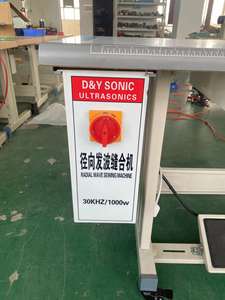 D&Y SONIC
ULTRASONICS
径向发波缝合机
RADIAL WAVE SEWING MACHINE
30KHZ/1000w